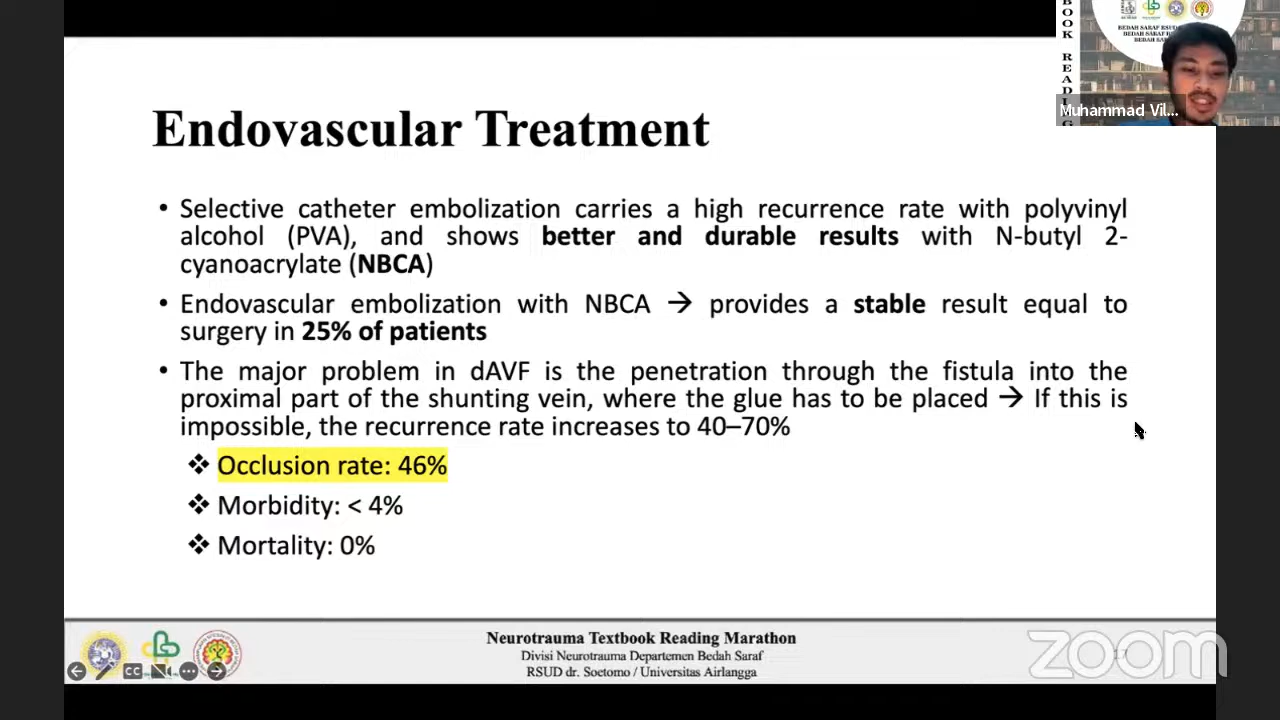 BOOK READING
BEDAH SARAF
Muhammad Vil...
Endovascular Treatment
• Selective catheter embolization carries a high recurrence rate with polyvinyl
alcohol (PVA), and shows better and durable results with N-butyl 2-
cyanoacrylate (NBCA)
• Endovascular embolization with NBCA → provides a stable result equal to
surgery in 25% of patients
• The major problem in dAVF is the penetration through the fistula into the
proximal part of the shunting vein, where the glue has to be placed → If this is
impossible, the recurrence rate increases to 40–70%
❖ Occlusion rate: 46%
❖ Morbidity: < 4%
❖ Mortality: 0%
Neurotrauma Textbook Reading Marathon
Divisi Neurotrauma Departemen Bedah Saraf
RSUD dr. Soetomo / Universitas Airlangga
CC
zoom